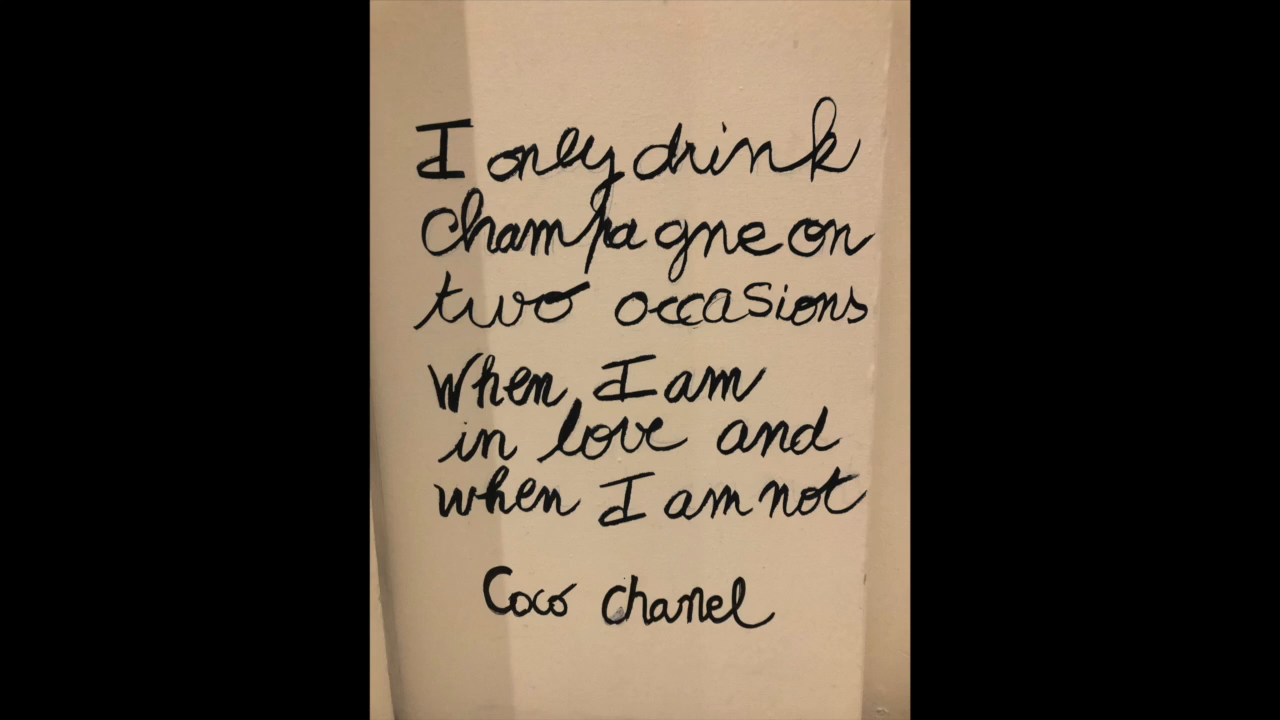 I only drink
champagne on
two occasions
When I am
in love and
when I am not
Coco Chanel